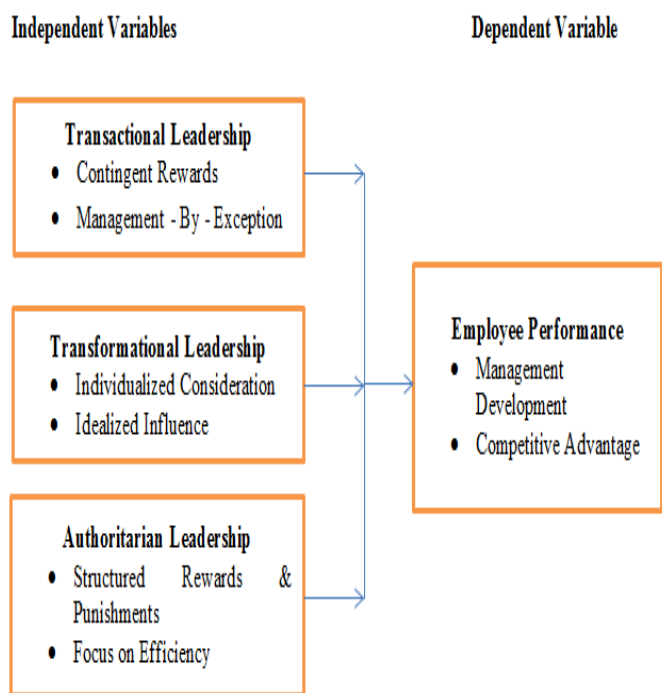 Independent Variables
Dependent Variable
Transactional Leadership
• Contingent Rewards
• Management - By - Exception
Transformational Leadership
• Individualized Consideration
• Idealized Influence
Authoritarian Leadership
• Structured Rewards &
Punishments
• Focus on Efficiency
Employee Performance
• Management
Development
• Competitive Advantage